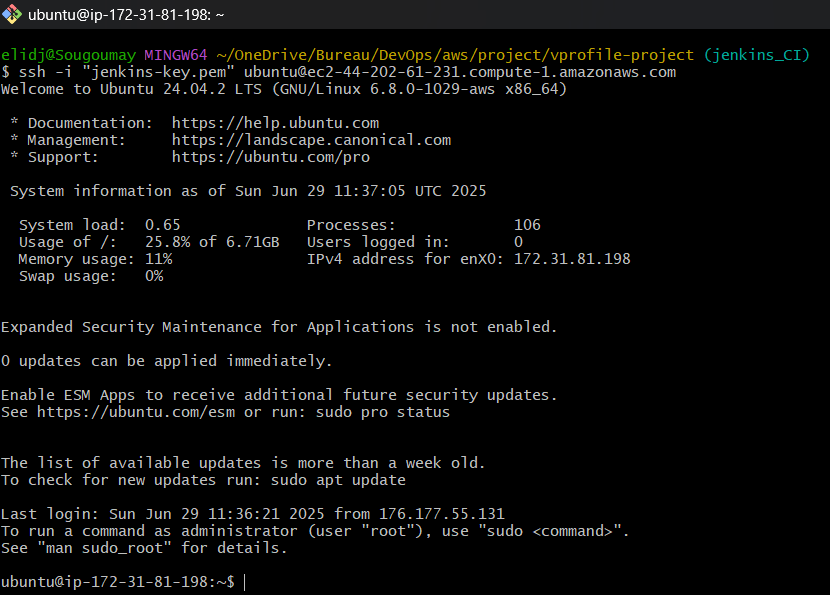 ubuntu@ip-172-31-81-198: ~
elidj@Sougoumay MINGW64 ~/OneDrive/Bureau/DevOps/aws/project/vprofile-project (jenkins_CI)
$ ssh -i "jenkins-key.pem" ubuntu@ec2-44-202-61-231.compute-1.amazonaws.com
Welcome to Ubuntu 24.04.2 LTS (GNU/Linux 6.8.0-1029-aws x86_64)

 * Documentation:  https://help.ubuntu.com
 * Management:     https://landscape.canonical.com
 * Support:        https://ubuntu.com/pro

 System information as of Sun Jun 29 11:37:05 UTC 2025

  System load:  0.65              Processes:             106
  Usage of /:   25.8% of 6.71GB   Users logged in:       0
  Memory usage: 11%               IPv4 address for enX0: 172.31.81.198
  Swap usage:   0%

Expanded Security Maintenance for Applications is not enabled.

0 updates can be applied immediately.

Enable ESM Apps to receive additional future security updates.
See https://ubuntu.com/esm or run: sudo pro status

The list of available updates is more than a week old.
To check for new updates run: sudo apt update

Last login: Sun Jun 29 11:36:21 2025 from 176.177.55.131
To run a command as administrator (user "root"), use "sudo <command>".
See "man sudo_root" for details.

ubuntu@ip-172-31-81-198:~$